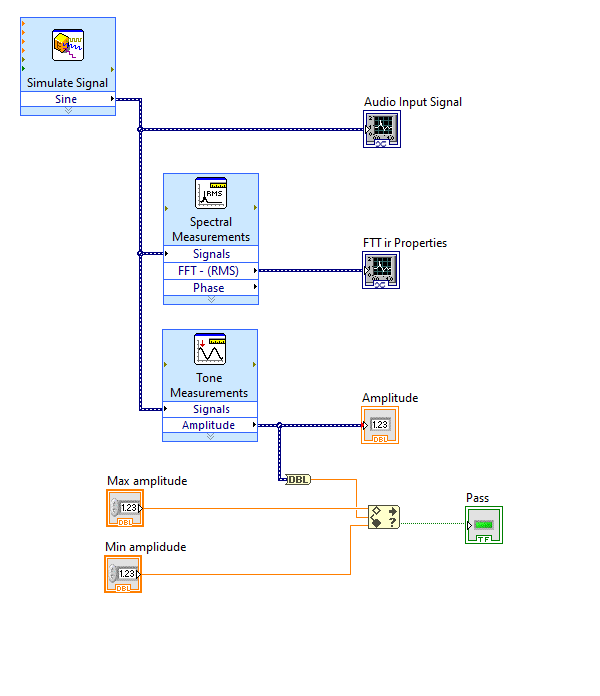 Simulate Signal
Sine
Audio Input Signal
RMS
Spectral
Measurements
Signals
FFT - (RMS)
Phase
FTT ir Properties
Tone
Measurements
Signals
Amplitude
Amplitude
1.23
DBL
DBL
Max amplitude
1.23
DBL
?
Pass
TF
Min amplidude
1.23
DBL